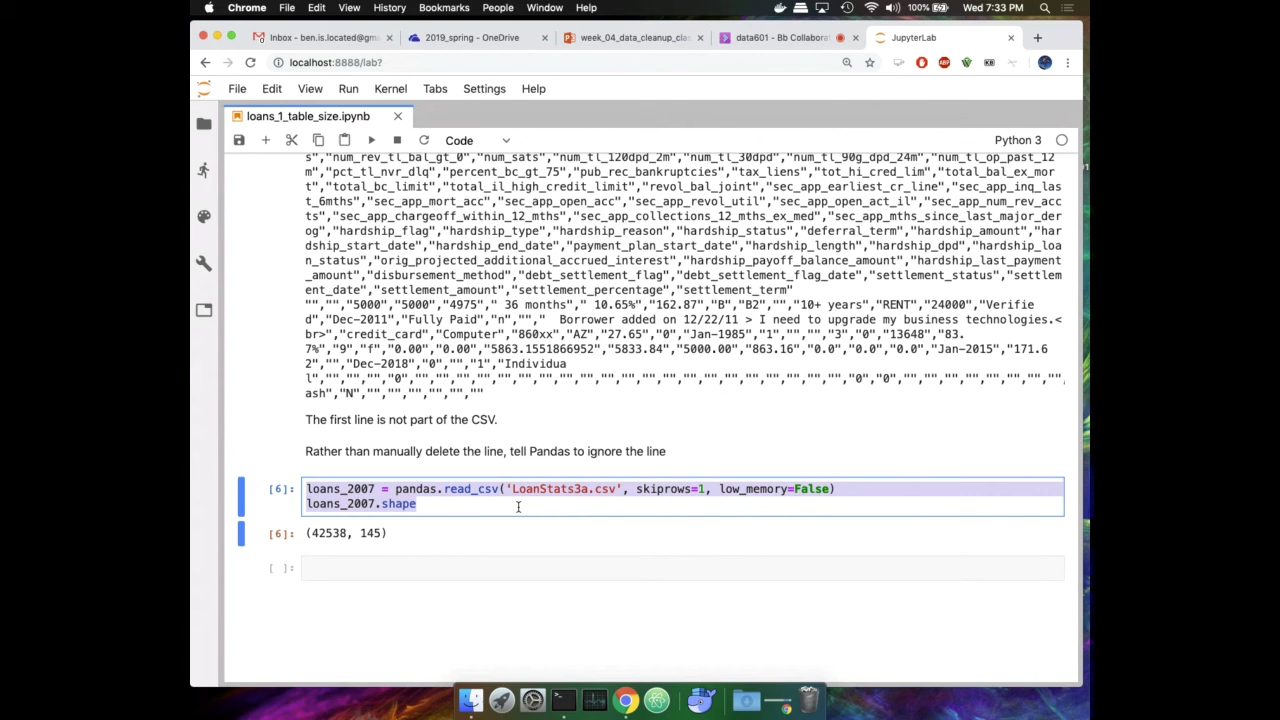 Chrome File Edit View History Bookmarks People Window Help 100% Wed 7:33 PM
Inbox - ben.is.located@gm 2019_spring - OneDrive week_04_data_cleanup_cla data601 - Bb Collabora JupyterLab
localhost:8888/lab?
File Edit View Run Kernel Tabs Settings Help
loans_1_table_size.ipynb
Code Python 3
s","num_rev_tl_bal_gt_0","num_sats","num_tl_120dpd_2m","num_tl_30dpd","num_tl_90g_dpd_24m","num_tl_op_past_12
m","pct_tl_nvr_dlq","percent_bc_gt_75","pub_rec_bankruptcies","tax_liens","tot_hi_cred_lim","total_bal_ex_mor
t","total_bc_limit","total_il_high_credit_limit","revol_bal_joint","sec_app_earliest_cr_line","sec_app_inq_las
t_6mths","sec_app_mort_acc","sec_app_open_acc","sec_app_revol_util","sec_app_open_act_il","sec_app_num_rev_acc
ts","sec_app_chargeoff_within_12_mths","sec_app_collections_12_mths_ex_med","sec_app_mths_since_last_major_der
og","hardship_flag","hardship_type","hardship_reason","hardship_status","deferral_term","hardship_amount","har
dship_start_date","hardship_end_date","payment_plan_start_date","hardship_length","hardship_dpd","hardship_loa
n_status","orig_projected_additional_accrued_interest","hardship_payoff_balance_amount","hardship_last_payment
_amount","disbursement_method","debt_settlement_flag","debt_settlement_flag_date","settlement_status","settlem
ent_date","settlement_amount","settlement_percentage","settlement_term"
"","","5000","5000","4975"," 36 months"," 10.65%","162.87","B","B2","","10+ years","RENT","24000","Verifie
d","Dec-2011","Fully Paid","n","","  Borrower added on 12/22/11 > I need to upgrade my business technologies.<
br>","credit_card","Computer","860xx","AZ","27.65","0","Jan-1985","1","","","3","0","13648","83.
7%","9","f","0.00","0.00","5863.1551866952","5833.84","5000.00","863.16","0.0","0.0","0.0","Jan-2015","171.6
2","","Dec-2018","0","","1","Individua
l","","","","0","","","","","","","","","","","","","","","","","","","","","","","0","0","","","","","","","",
ash","N","","","","","",""
The first line is not part of the CSV.
Rather than manually delete the line, tell Pandas to ignore the line
[6]: loans_2007 = pandas.read_csv('LoanStats3a.csv', skiprows=1, low_memory=False)
loans_2007.shape
[6]: (42538, 145)
[ ]: